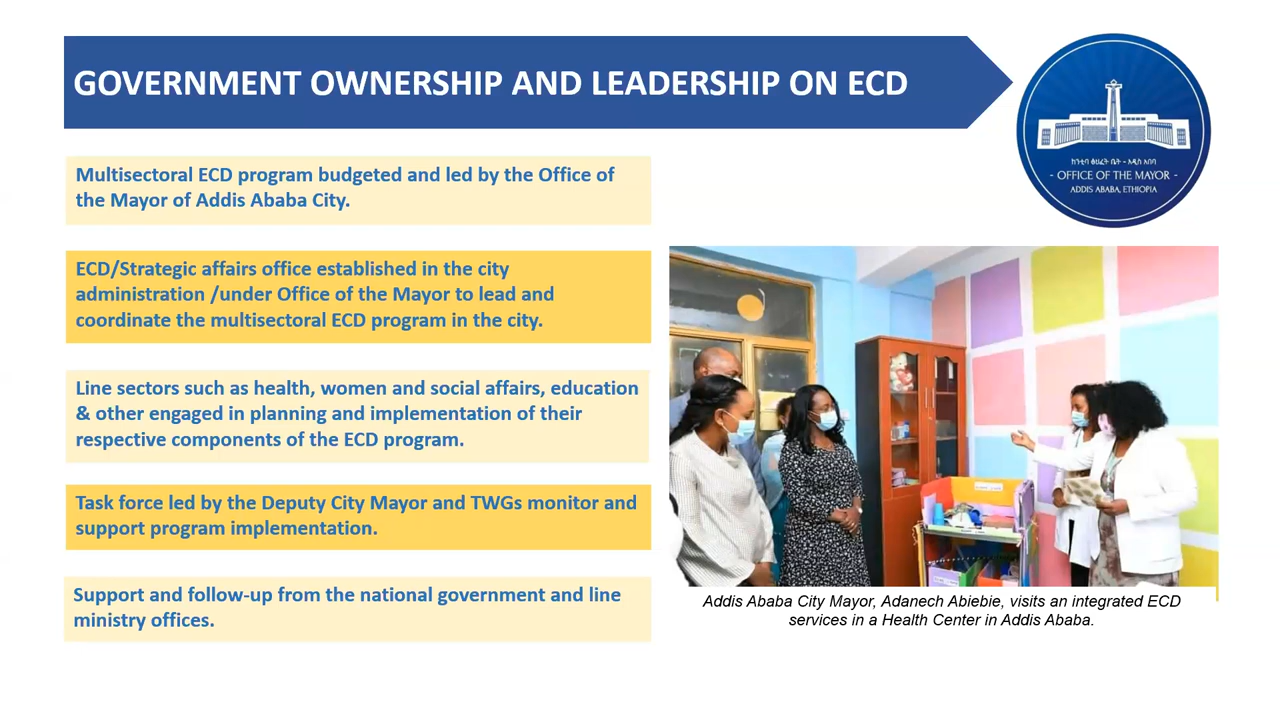 GOVERNMENT OWNERSHIP AND LEADERSHIP ON ECD
ከንቲባ ፅህፈት ቤት - አዲስ አበባ
- OFFICE OF THE MAYOR -
ADDIS ABABA, ETHIOPIA
Multisectoral ECD program budgeted and led by the Office of
the Mayor of Addis Ababa City.
ECD/Strategic affairs office established in the city
administration /under Office of the Mayor to lead and
coordinate the multisectoral ECD program in the city.
Line sectors such as health, women and social affairs, education
& other engaged in planning and implementation of their
respective components of the ECD program.
Task force led by the Deputy City Mayor and TWGs monitor and
support program implementation.
Support and follow-up from the national government and line
ministry offices.
Addis Ababa City Mayor, Adanech Abiebie, visits an integrated ECD
services in a Health Center in Addis Ababa.